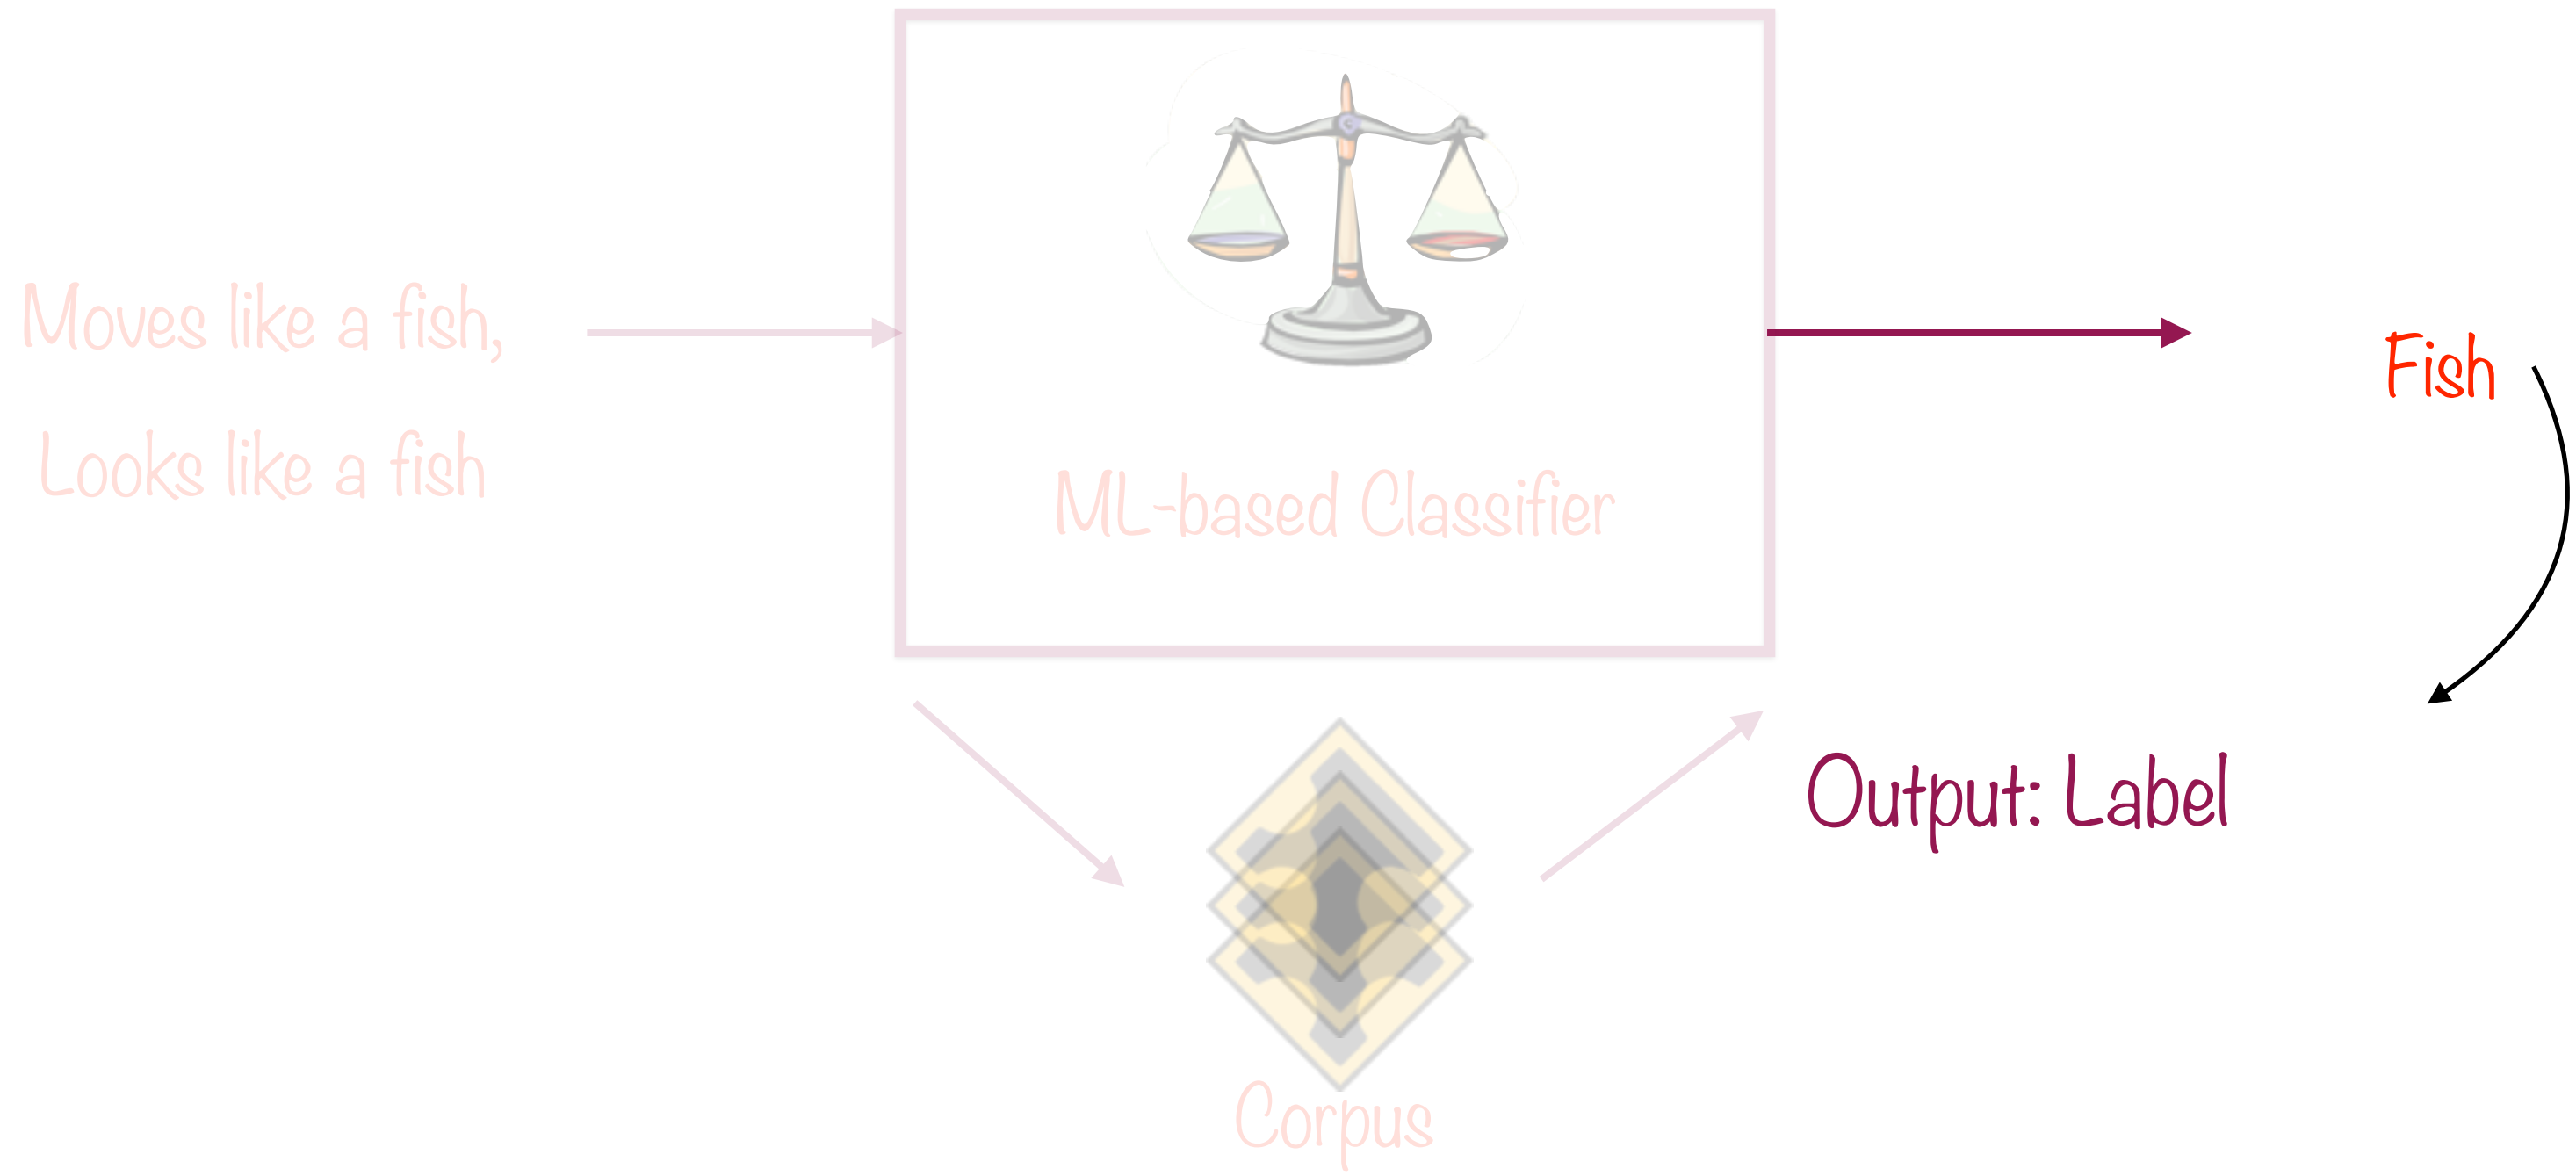 Moves like a fish,
Looks like a fish
ML-based Classifier
Fish
Output: Label
Corpus